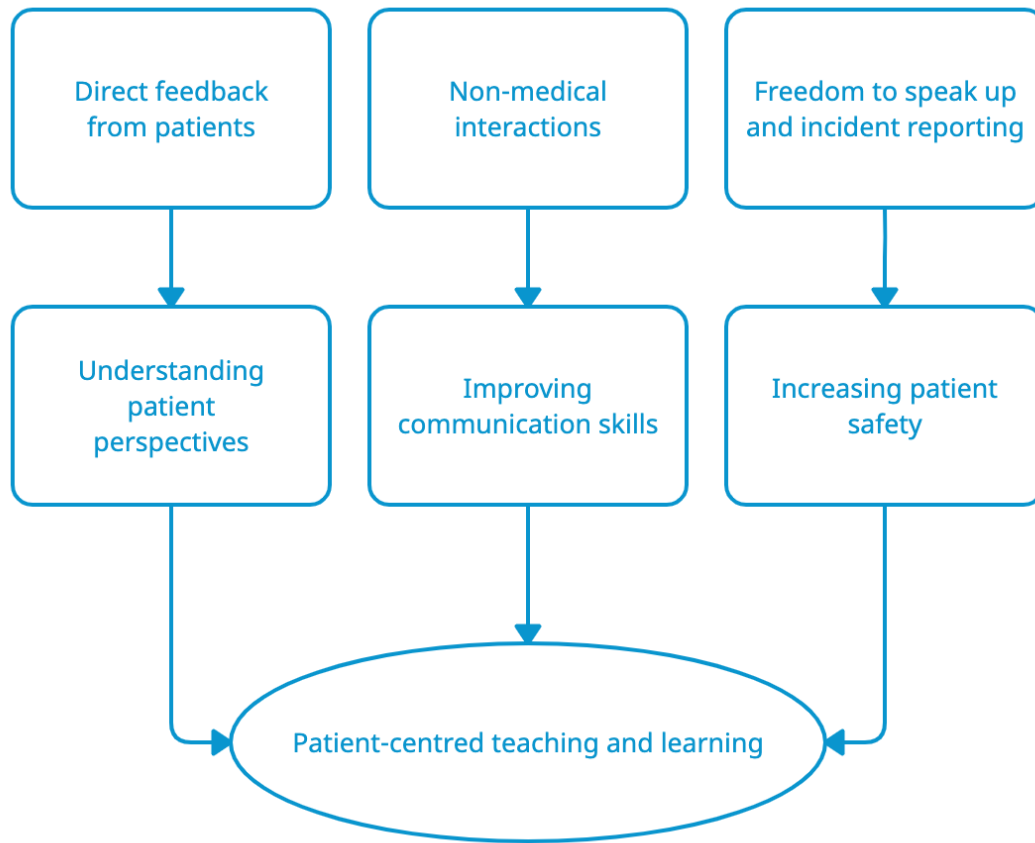 Direct feedback
from patients
Non-medical
interactions
Freedom to speak up
and incident reporting
Understanding
patient
perspectives
Improving
communication skills
Increasing patient
safety
Patient-centred teaching and learning